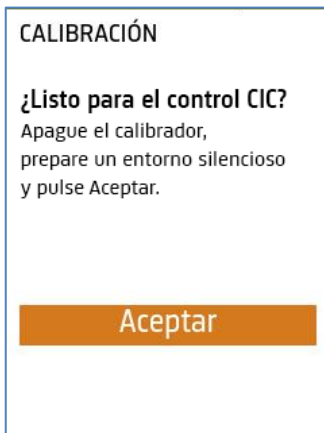 CALIBRACIÓN
¿Listo para el control CIC?
Apague el calibrador,
prepare un entorno silencioso
y pulse Aceptar.
Aceptar